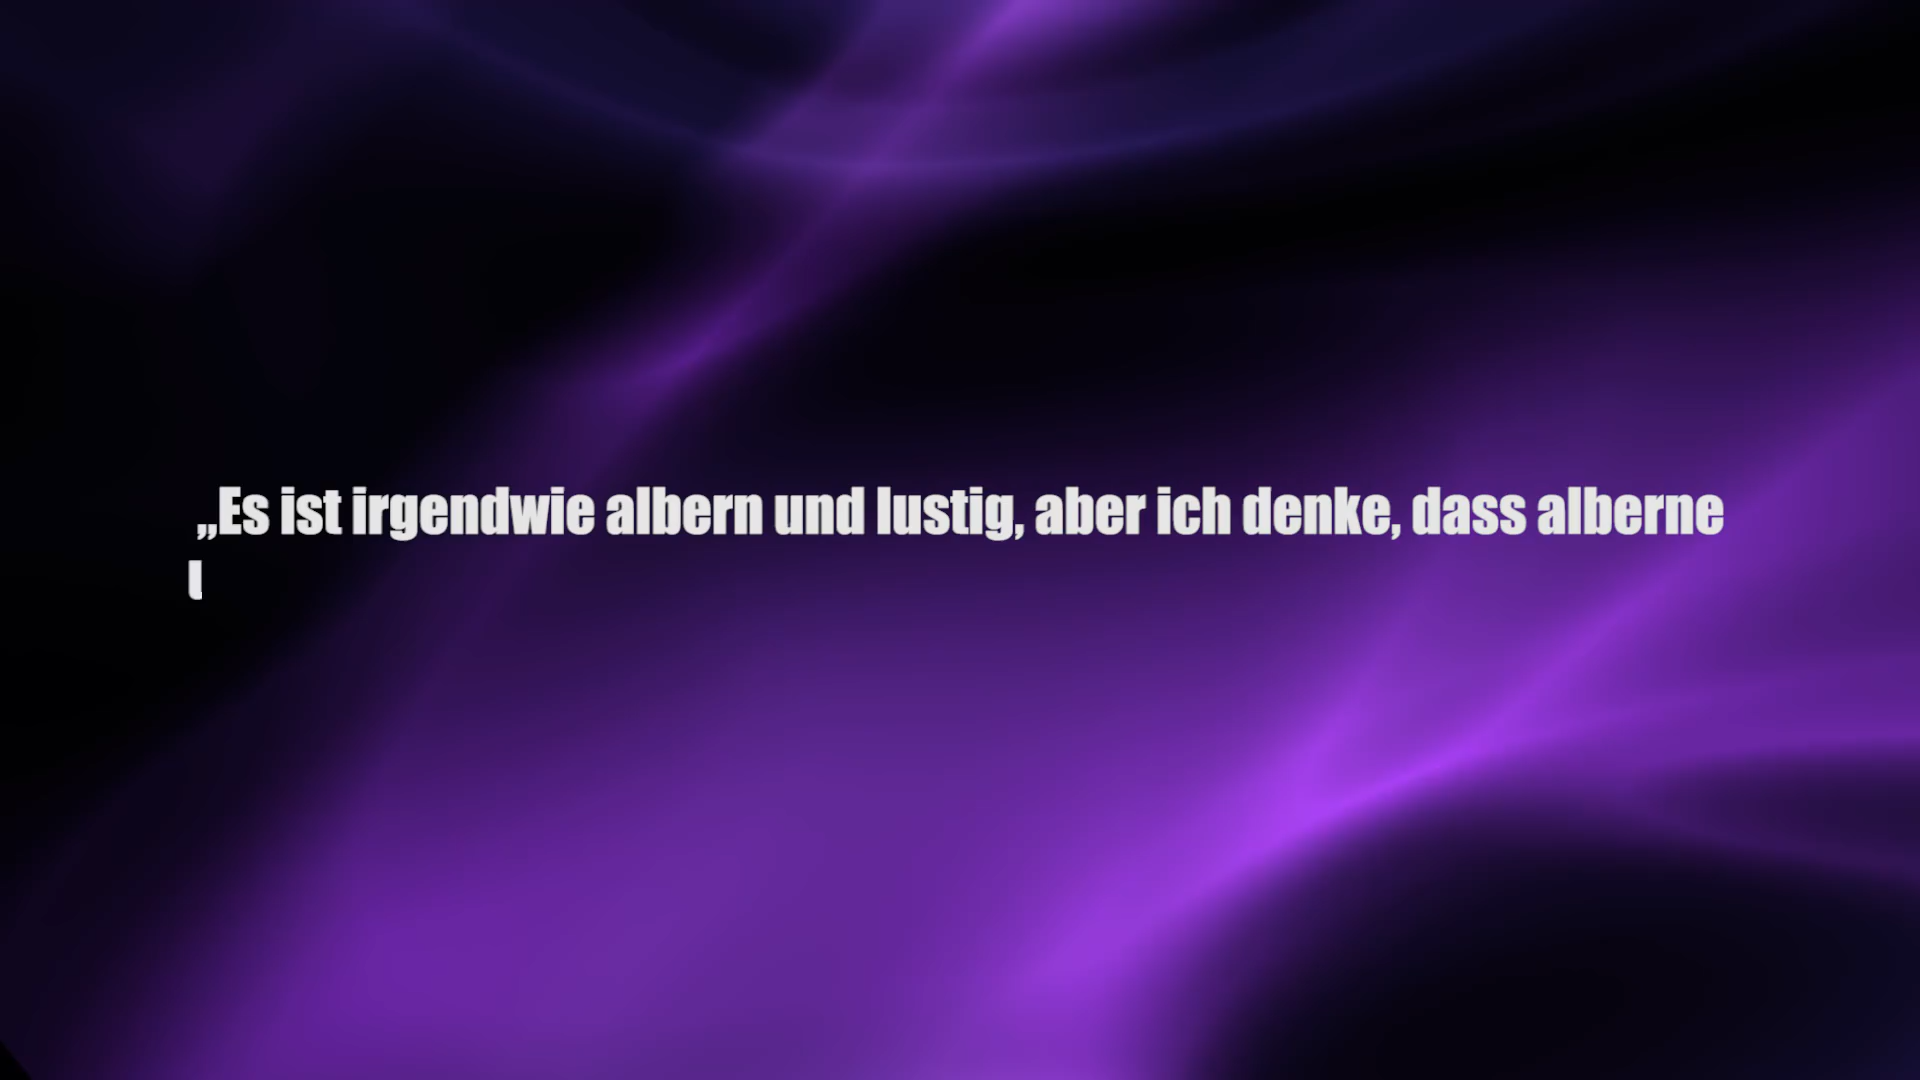 „Es ist irgendwie albern und lustig, aber ich denke, dass alberne